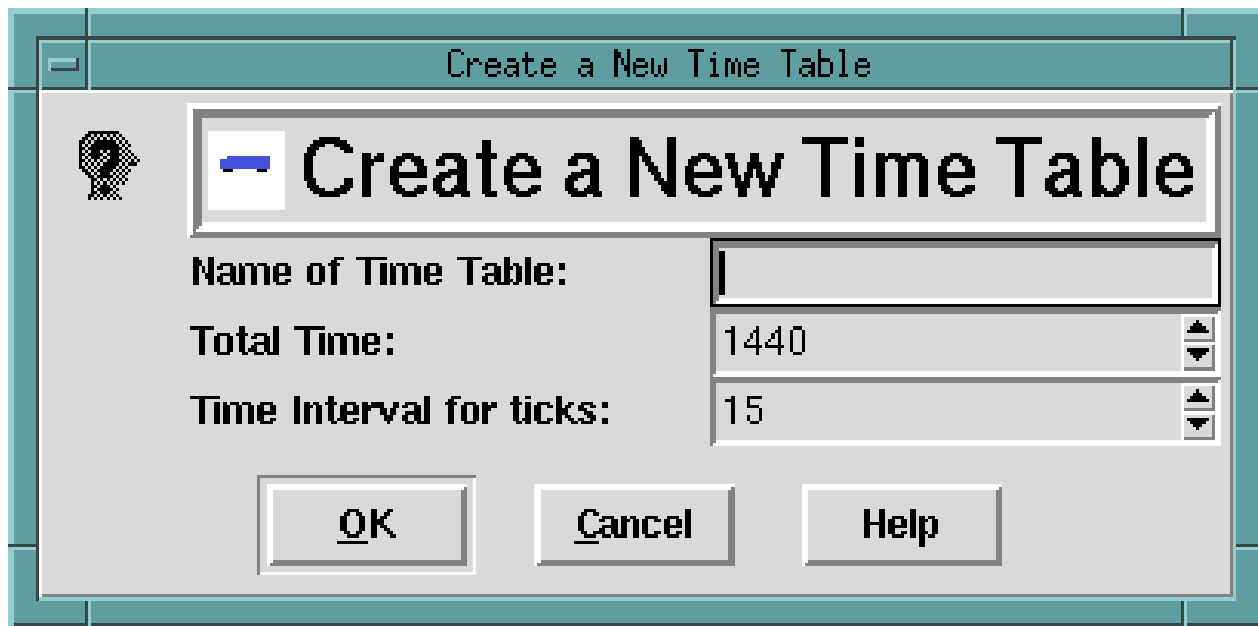 Create a New Time Table
? Create a New Time Table
Name of Time Table:
Total Time: 1440
Time Interval for ticks: 15
OK Cancel Help